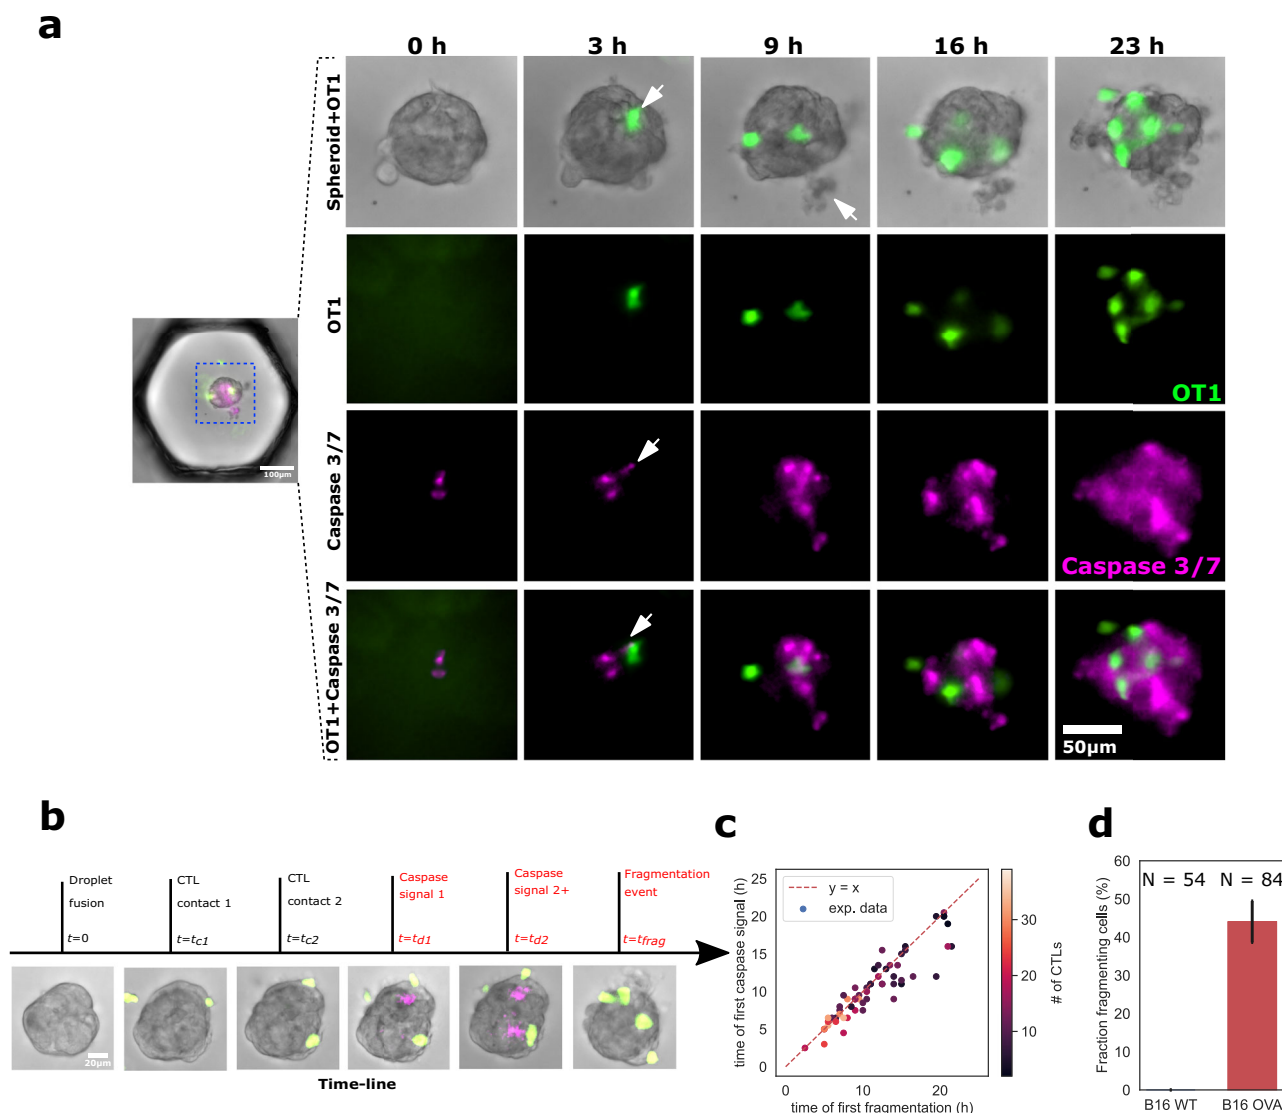 a
0 h 3 h 9 h 16 h 23 h
Spheroid+OT1
OT1
OT1
Caspase 3/7
Caspase 3/7
OT1+Caspase 3/7
100µm
50µm
b
Droplet
fusion
t=0
CTL
contact 1
t=tc1
CTL
contact 2
t=tc2
Caspase
signal 1
t=td1
Caspase
signal 2+
t=td2
Fragmentation
event
t=tfrag
20µm
Time-line
c
time of first caspase signal (h)
25
20
15
10
5
0
y = x
exp. data
0 10 20
time of first fragmentation (h)
# of CTLs
30
20
10
d
Fraction fragmenting cells (%)
60
50
40
30
20
10
0
N = 54 N = 84
B16 WT B16 OVA